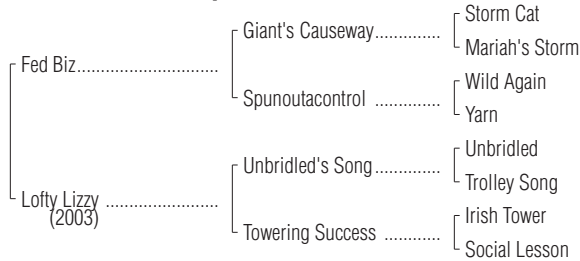 Storm Cat
Giant's Causeway..............
Mariah's Storm
Fed Biz.............................
Wild Again
Spunoutacontrol ..............
Yarn
Unbridled
Unbridled's Song..............
Trolley Song
Lofty Lizzy .......................
(2003)
Irish Tower
Towering Success ............
Social Lesson